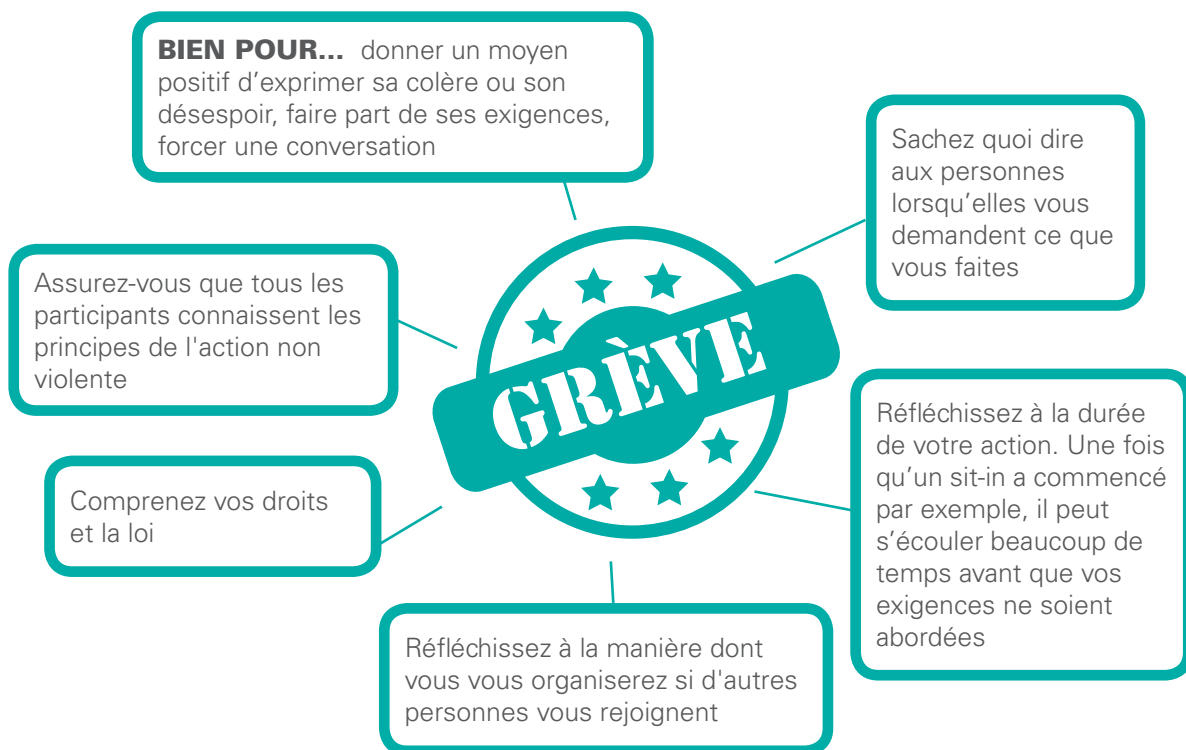 BIEN POUR... donner un moyen
positif d’exprimer sa colère ou son
désespoir, faire part de ses exigences,
forcer une conversation
Sachez quoi dire
aux personnes
lorsqu’elles vous
demandent ce que
vous faites
Assurez-vous que tous les
participants connaissent les
principes de l'action non
violente
GRÈVE
Réfléchissez à la durée
de votre action. Une fois
qu’un sit-in a commencé
par exemple, il peut
s’écouler beaucoup de
temps avant que vos
exigences ne soient
abordées
Comprenez vos droits
et la loi
Réfléchissez à la manière dont
vous vous organiserez si d'autres
personnes vous rejoignent